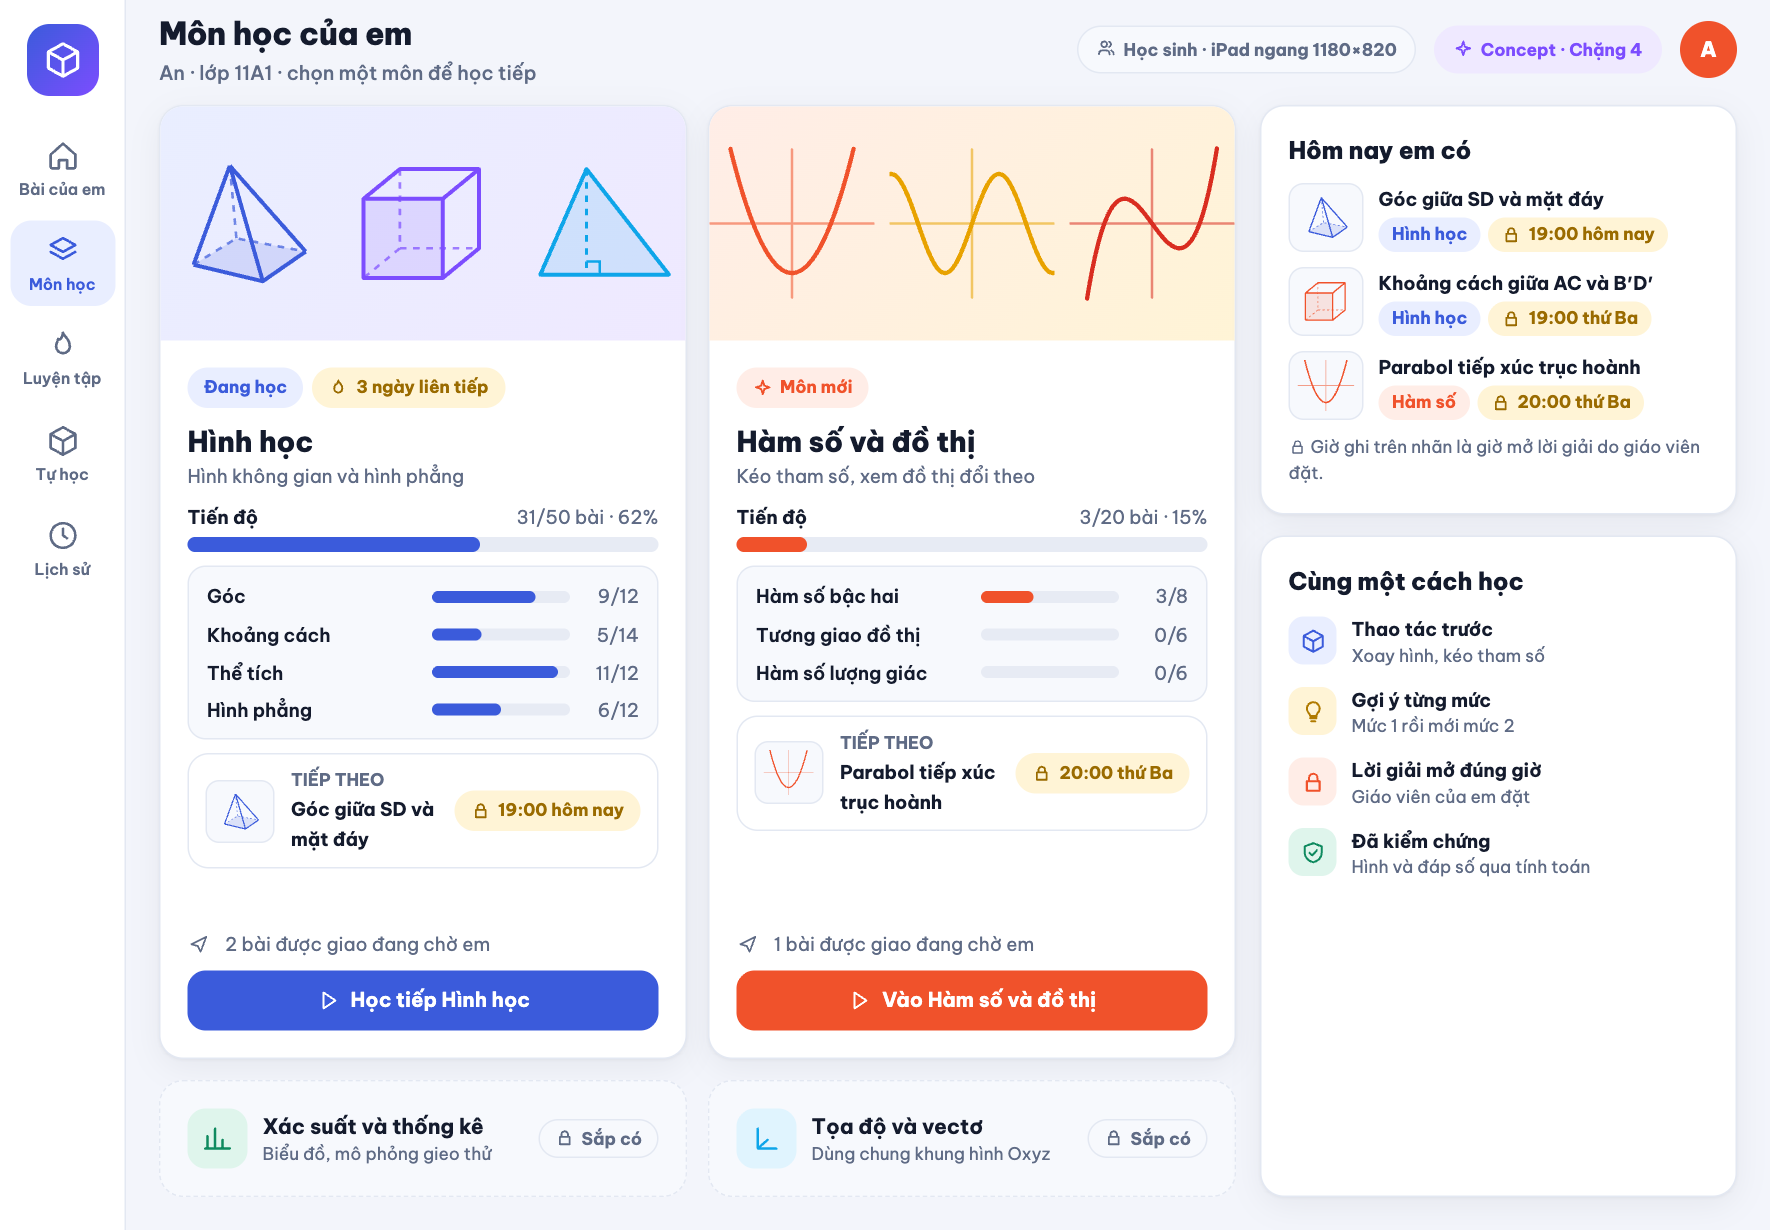 Môn học của em
An · lớp 11A1 · chọn một môn để học tiếp
Học sinh · iPad ngang 1180×820
Concept · Chặng 4
A
Bài của em
Môn học
Luyện tập
Tự học
Lịch sử
Đang học
3 ngày liên tiếp
Hình học
Hình không gian và hình phẳng
Tiến độ
31/50 bài · 62%
Góc
9/12
Khoảng cách
5/14
Thể tích
11/12
Hình phẳng
6/12
TIẾP THEO
Góc giữa SD và
mặt đáy
19:00 hôm nay
2 bài được giao đang chờ em
Học tiếp Hình học
Môn mới
Hàm số và đồ thị
Kéo tham số, xem đồ thị đổi theo
Tiến độ
3/20 bài · 15%
Hàm số bậc hai
3/8
Tương giao đồ thị
0/6
Hàm số lượng giác
0/6
TIẾP THEO
Parabol tiếp xúc
trục hoành
20:00 thứ Ba
1 bài được giao đang chờ em
Vào Hàm số và đồ thị
Hôm nay em có
Góc giữa SD và mặt đáy
Hình học
19:00 hôm nay
Khoảng cách giữa AC và B′D′
Hình học
19:00 thứ Ba
Parabol tiếp xúc trục hoành
Hàm số
20:00 thứ Ba
Giờ ghi trên nhãn là giờ mở lời giải do giáo viên
đặt.
Cùng một cách học
Thao tác trước
Xoay hình, kéo tham số
Gợi ý từng mức
Mức 1 rồi mới mức 2
Lời giải mở đúng giờ
Giáo viên của em đặt
Đã kiểm chứng
Hình và đáp số qua tính toán
Xác suất và thống kê
Biểu đồ, mô phỏng gieo thử
Sắp có
Tọa độ và vectơ
Dùng chung khung hình Oxyz
Sắp có